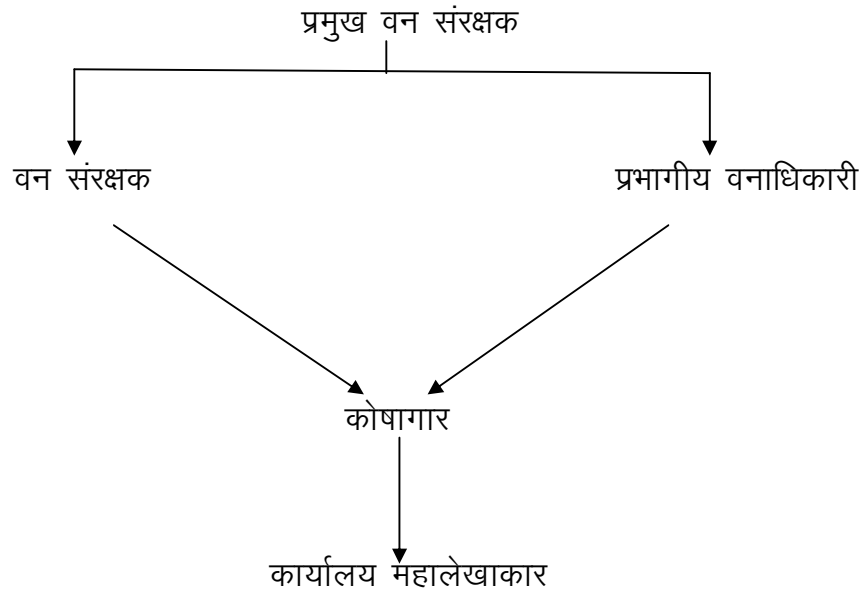 प्रमुख वन संरक्षक
वन संरक्षक
प्रभागीय वनाधिकारी
कोषागार
कार्यालय महालेखाकार